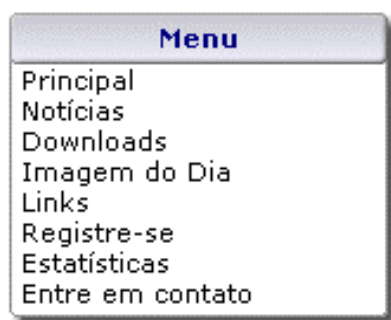 Menu
Principal
Notícias
Downloads
Imagem do Dia
Links
Registre-se
Estatísticas
Entre em contato